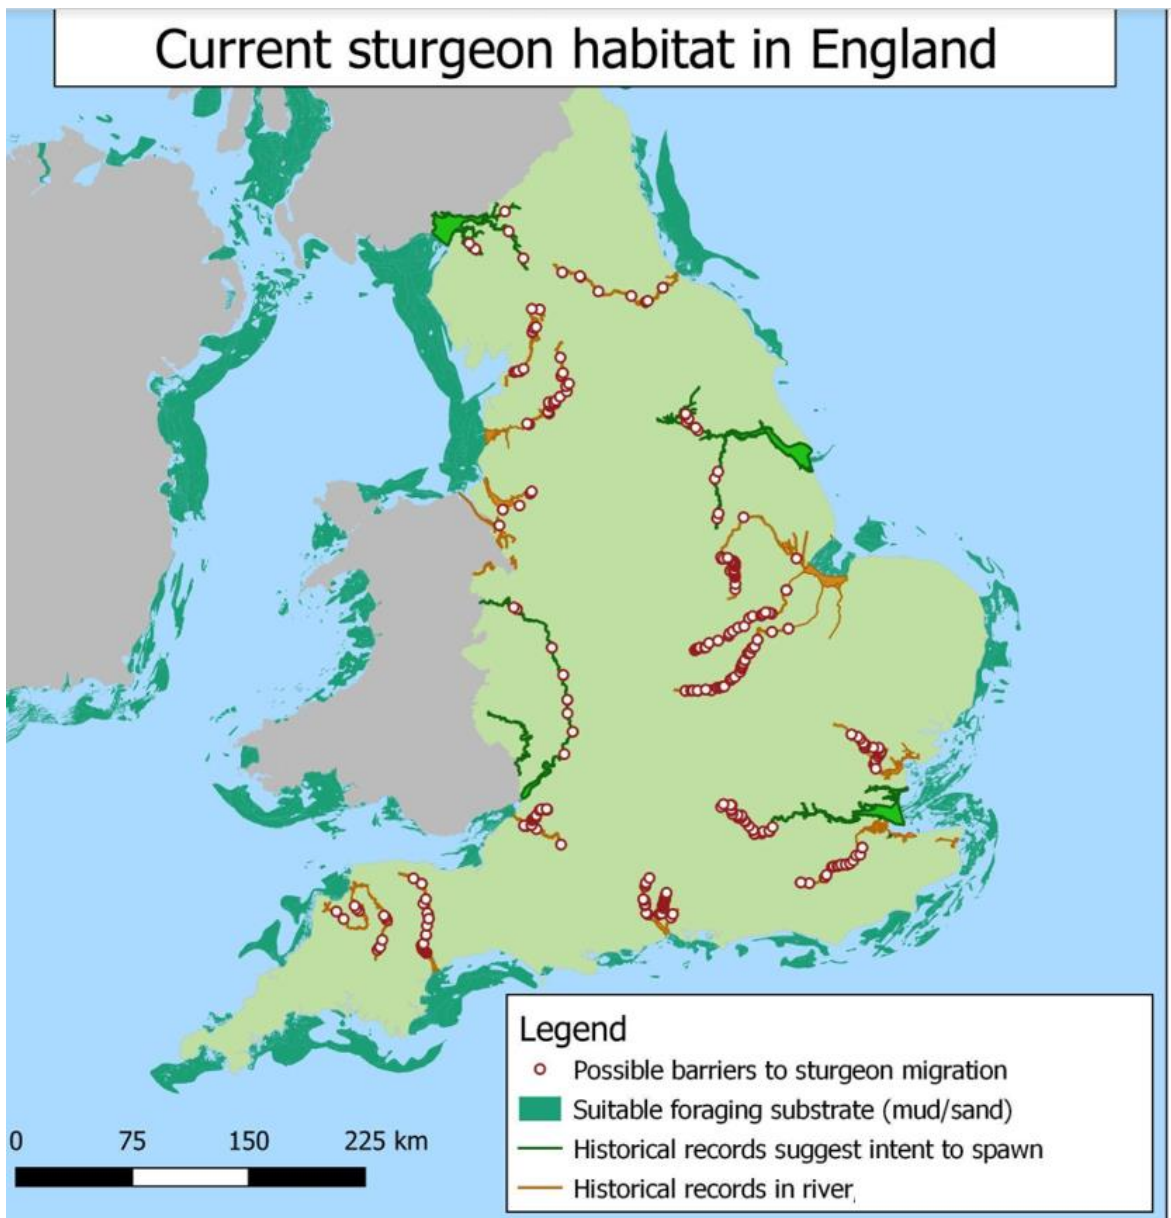 Current sturgeon habitat in England
Legend
Possible barriers to sturgeon migration
Suitable foraging substrate (mud/sand)
Historical records suggest intent to spawn
Historical records in river,
0 75 150 225 km